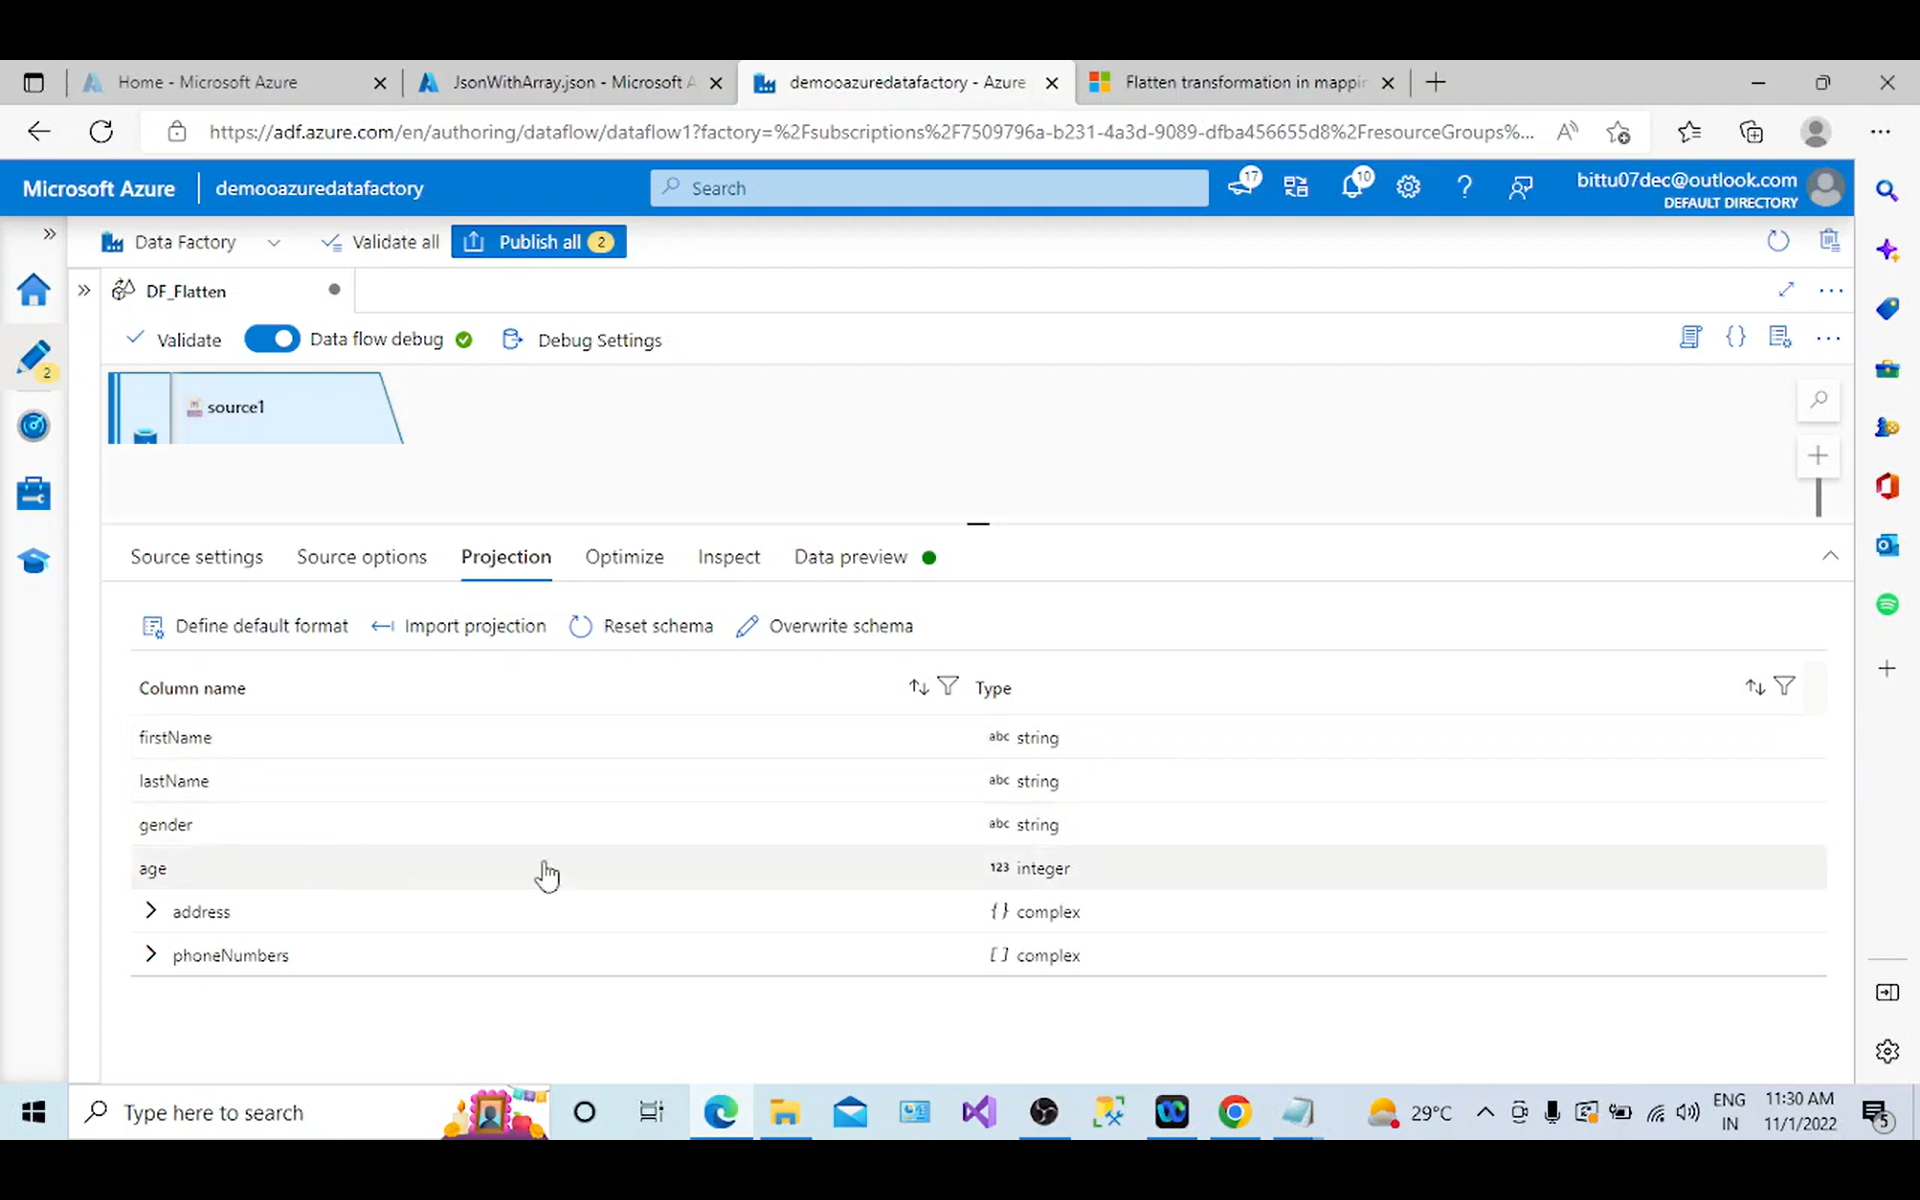 Home - Microsoft Azure
JsonWithArray.json - Microsoft A
demooazuredatafactory - Azure
Flatten transformation in mappin
https://adf.azure.com/en/authoring/dataflow/dataflow1?factory=%2Fsubscriptions%2F7509796a-b231-4a3d-9089-dfba456655d8%2FresourceGroups%...
Microsoft Azure
demooazuredatafactory
Search
17
10
bittu07dec@outlook.com
DEFAULT DIRECTORY
Data Factory
Validate all
Publish all 2
DF_Flatten
Validate
Data flow debug
Debug Settings
2
source1
Source settings
Source options
Projection
Optimize
Inspect
Data preview
Define default format
Import projection
Reset schema
Overwrite schema
Column name
Type
firstName
abc string
lastName
abc string
gender
abc string
age
123 integer
address
{} complex
phoneNumbers
[] complex
Type here to search
29°C
ENG
IN
11:30 AM
11/1/2022
5